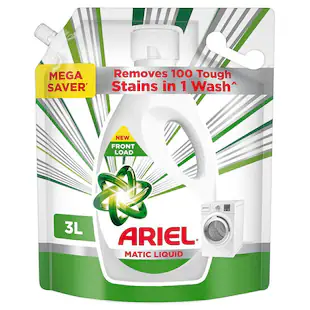 MEGA
SAVER*
Removes 100 Tough
Stains in 1 Wash^
NEW
FRONT
LOAD
3L
ARIEL
MATIC LIQUID